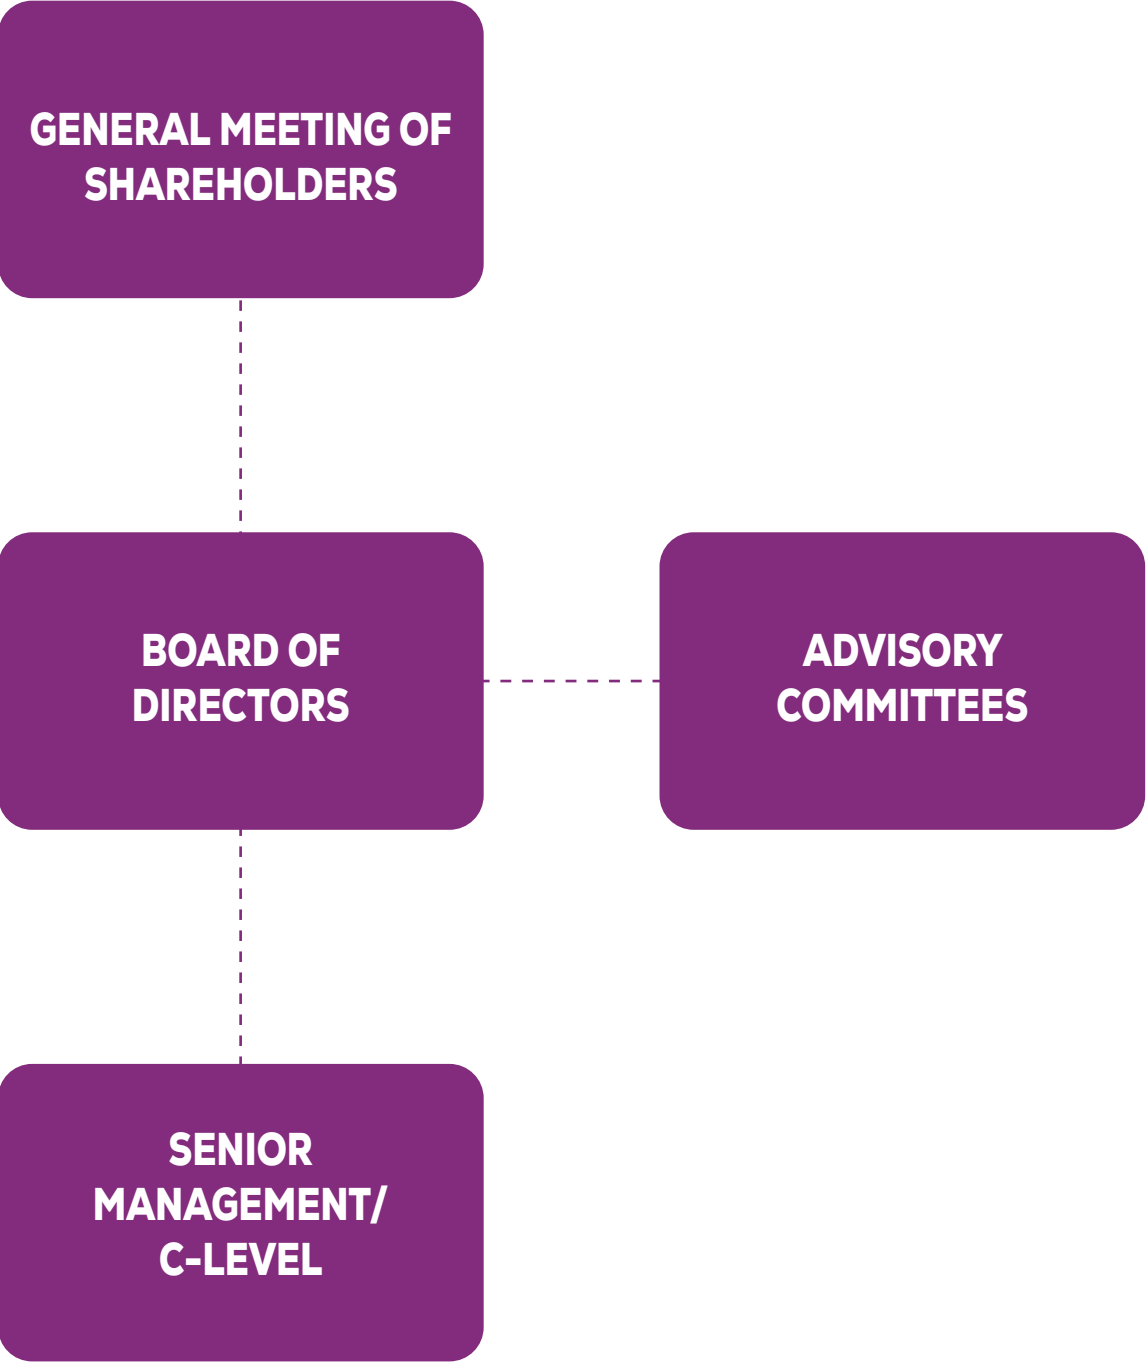 GENERAL MEETING OF
SHAREHOLDERS
BOARD OF
DIRECTORS
ADVISORY
COMMITTEES
SENIOR
MANAGEMENT/
C-LEVEL